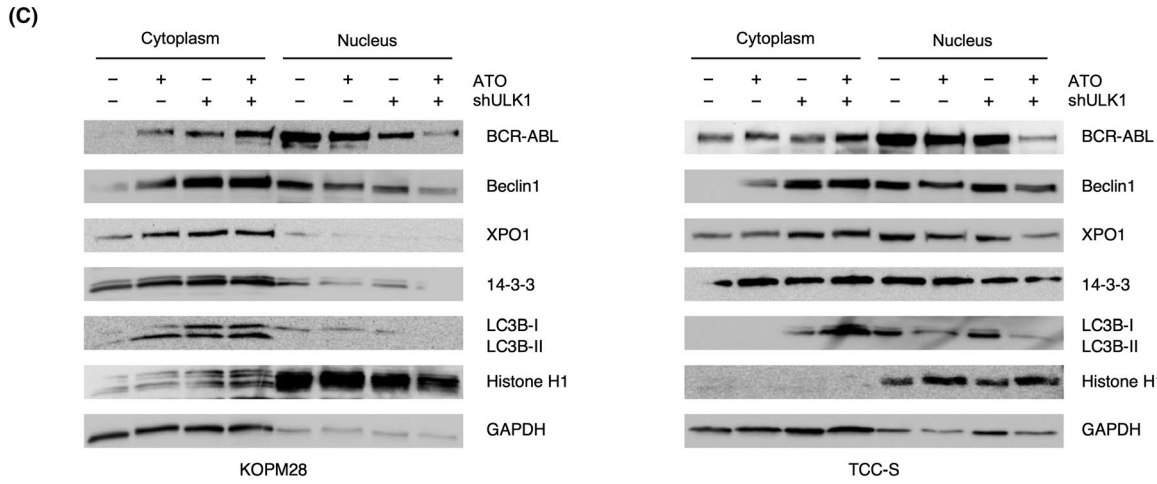 (C)
Cytoplasm Nucleus
– + – + – + – + ATO
– – + + – – + + shULK1
BCR-ABL
Beclin1
XPO1
14-3-3
LC3B-I
LC3B-II
Histone H1
GAPDH
KOPM28
Cytoplasm Nucleus
– + – + – + – + ATO
– – + + – – + + shULK1
BCR-ABL
Beclin1
XPO1
14-3-3
LC3B-I
LC3B-II
Histone H
GAPDH
TCC-S